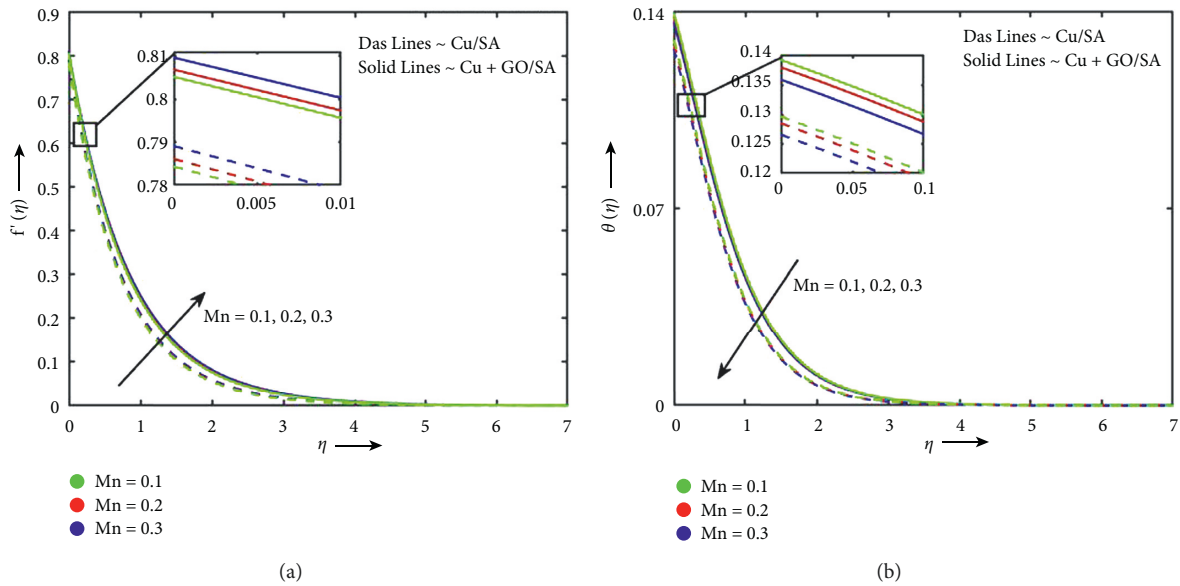 0.9
0.8
0.7
0.6
0.5
0.4
0.3
0.2
0.1
0
f'(η)
0.81
0.8
0.79
0.78
0
0.005
0.01
Das Lines ~ Cu/SA
Solid Lines ~ Cu + GO/SA
Mn = 0.1, 0.2, 0.3
0 1 2 3 4 5 6 7
η
Mn = 0.1
Mn = 0.2
Mn = 0.3
(a)
0.14
0.07
0
θ (η)
0.14
0.135
0.13
0.13
0.125
0.12
0
0.05
0.1
Das Lines ~ Cu/SA
Solid Lines ~ Cu + GO/SA
Mn = 0.1, 0.2, 0.3
0 1 2 3 4 5 6 7
η
Mn = 0.1
Mn = 0.2
Mn = 0.3
(b)